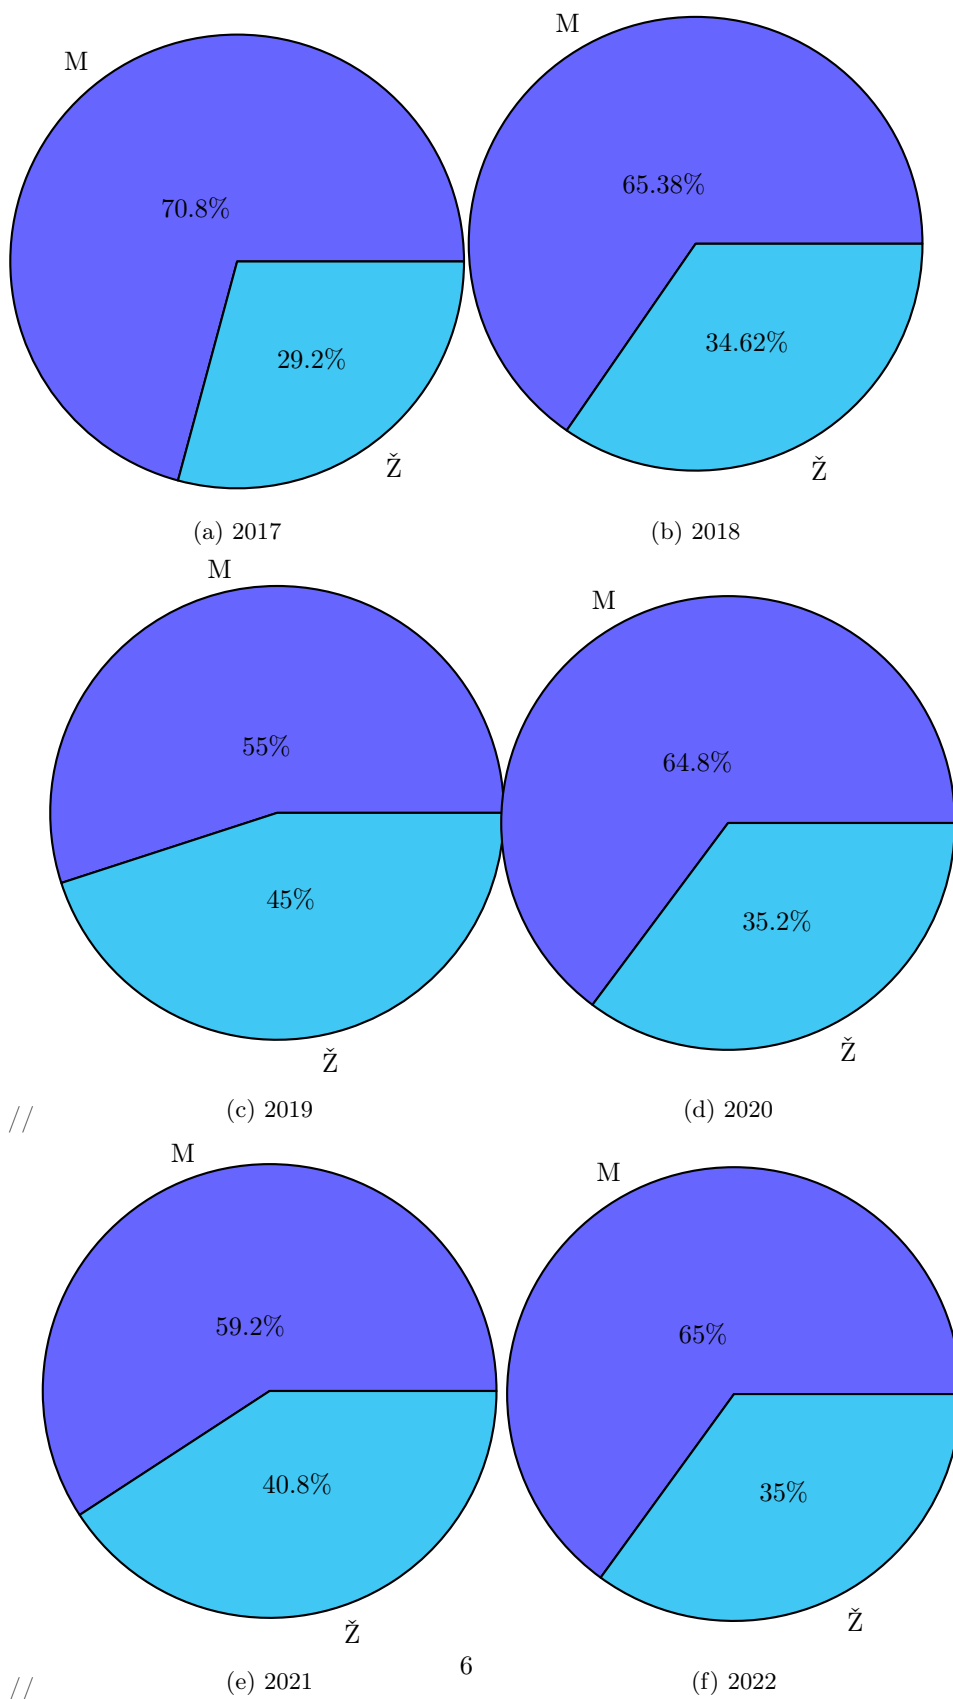 M
70.8%
29.2%
Ž
(a) 2017
M
65.38%
34.62%
Ž
(b) 2018
M
55%
45%
Ž
//
(c) 2019
M
64.8%
35.2%
Ž
(d) 2020
M
59.2%
40.8%
Ž
//
(e) 2021
M
65%
35%
Ž
(f) 2022
6